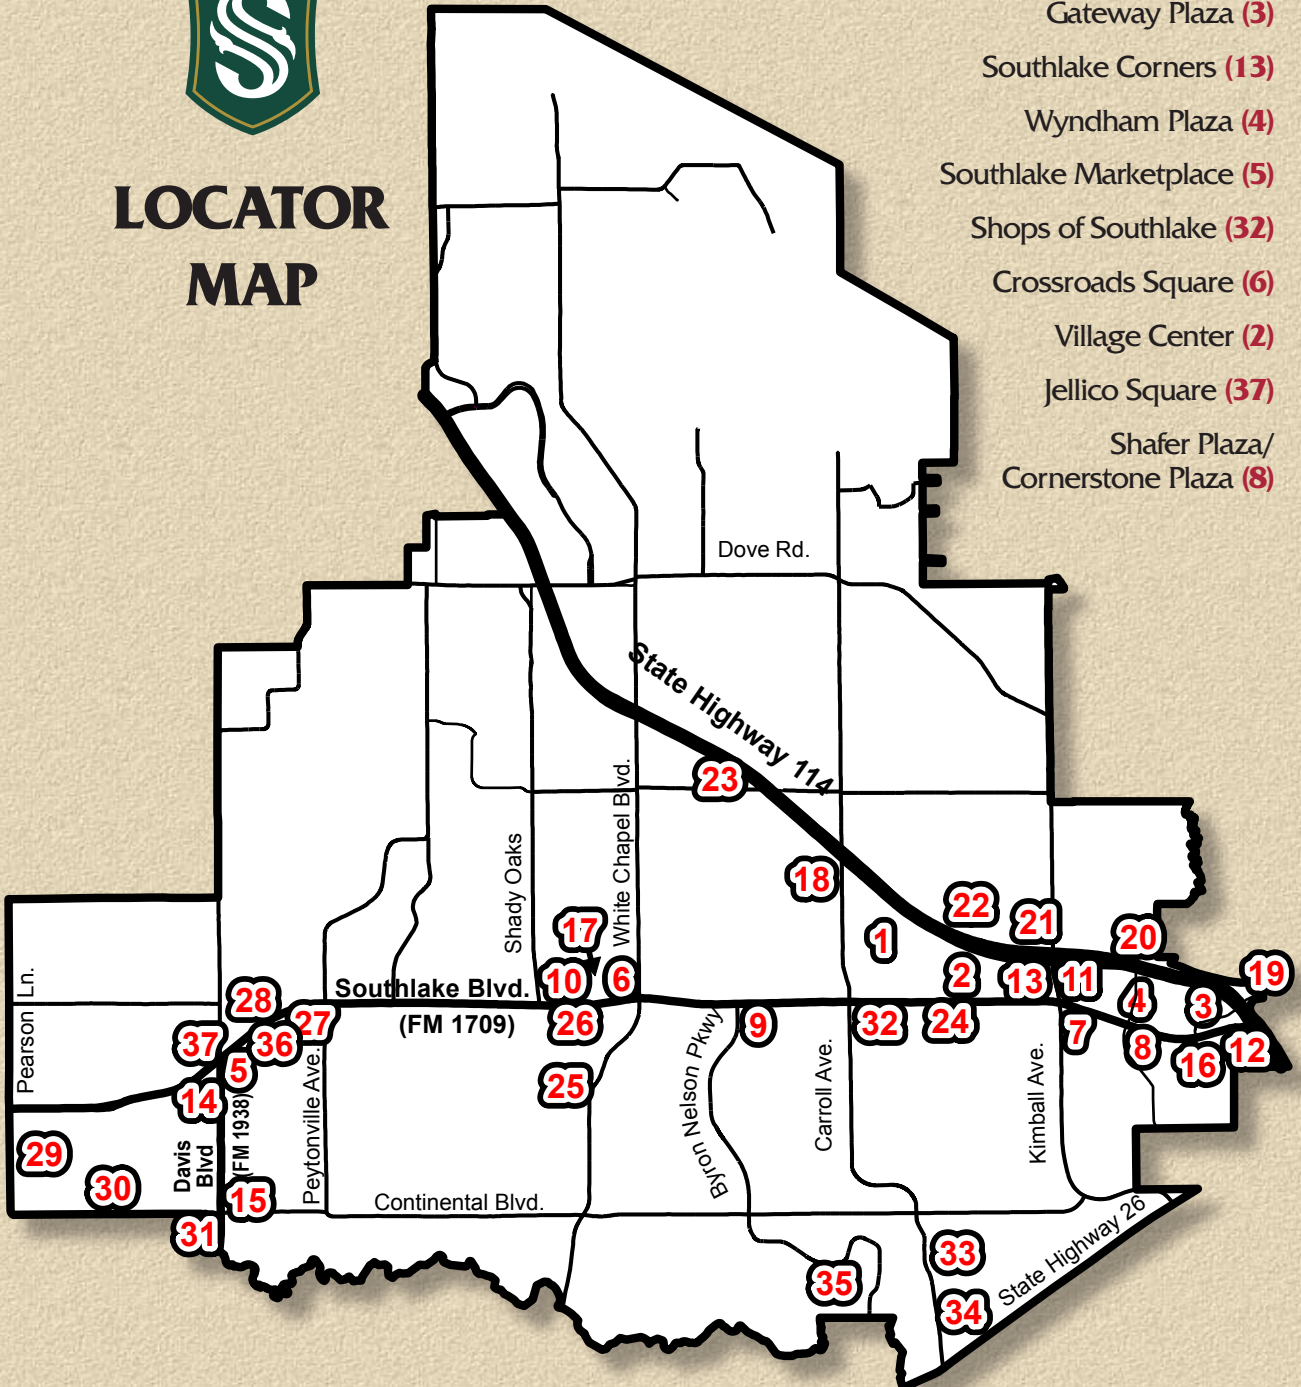 S
LOCATOR
MAP
Gateway Plaza (3)
Southlake Corners (13)
Wyndham Plaza (4)
Southlake Marketplace (5)
Shops of Southlake (32)
Crossroads Square (6)
Village Center (2)
Jellico Square (37)
Shafer Plaza/
Cornerstone Plaza (8)
Dove Rd.
State Highway 114
23
White Chapel Blvd.
Shady Oaks
18
22
21
1
17
20
10
6
2
13
11
4
3
19
Pearson Ln.
28
Southlake Blvd.
(FM 1709)
27
26
9
32
24
7
37
36
5
8
16
12
14
25
Byron Nelson Pkwy
Carroll Ave.
Kimball Ave.
Peytonville Ave.
(FM 1938)
Davis
Blvd
29
30
15
Continental Blvd.
31
33
State Highway 26
35
34